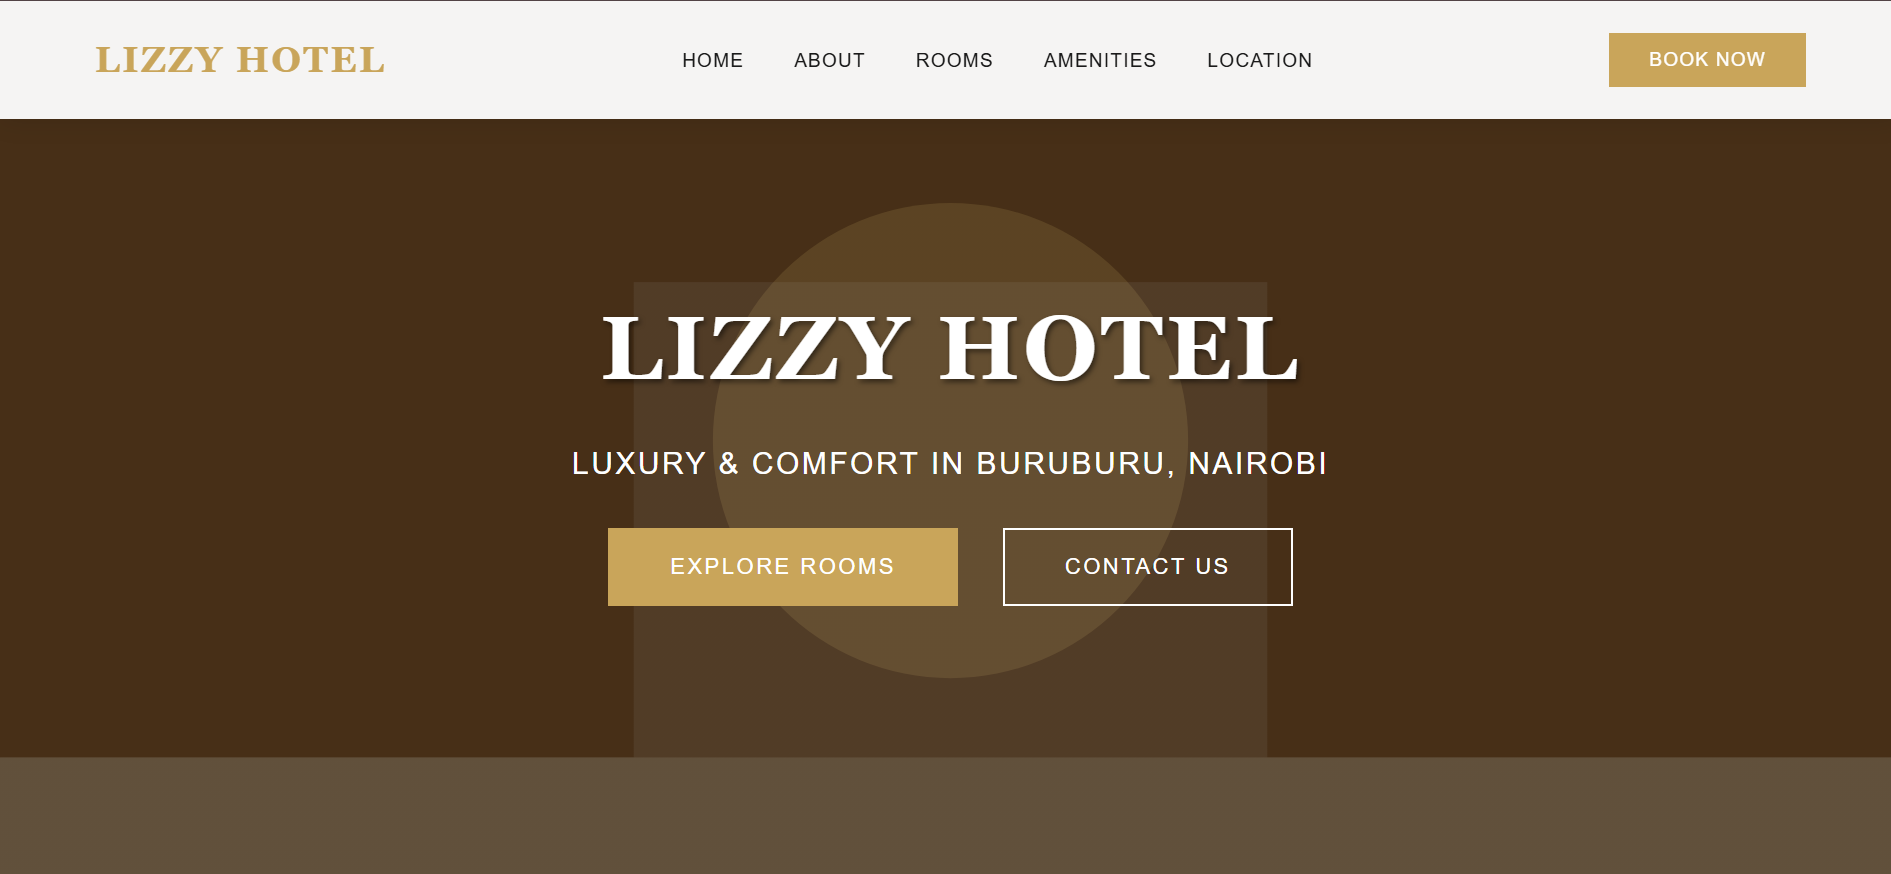 LIZZY HOTEL
HOME ABOUT ROOMS AMENITIES LOCATION
BOOK NOW
LIZZY HOTEL
LUXURY & COMFORT IN BURUBURU, NAIROBI
EXPLORE ROOMS
CONTACT US